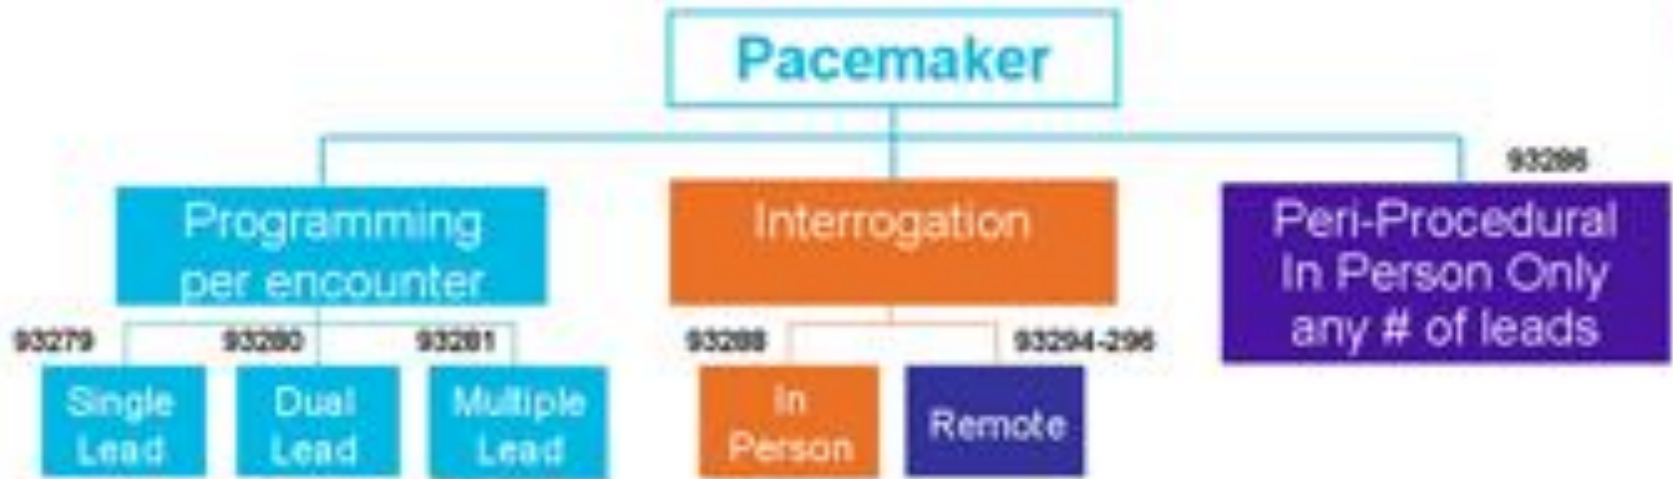 Pacemaker
93286
Programming
per encounter
Interrogation
Peri-Procedural
In Person Only
any # of leads
93279
93280
93281
93288
93294-296
Single
Lead
Dual
Lead
Multiple
Lead
In
Person
Remote